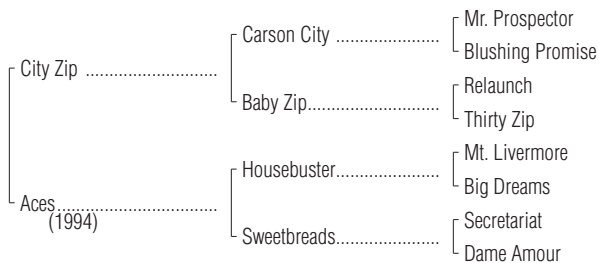 Mr. Prospector
Carson City ....................
Blushing Promise
City Zip .........................
Relaunch
Baby Zip.........................
Thirty Zip
Mt. Livermore
Housebuster....................
Big Dreams
Aces...............................
(1994)
Secretariat
Sweetbreads....................
Dame Amour